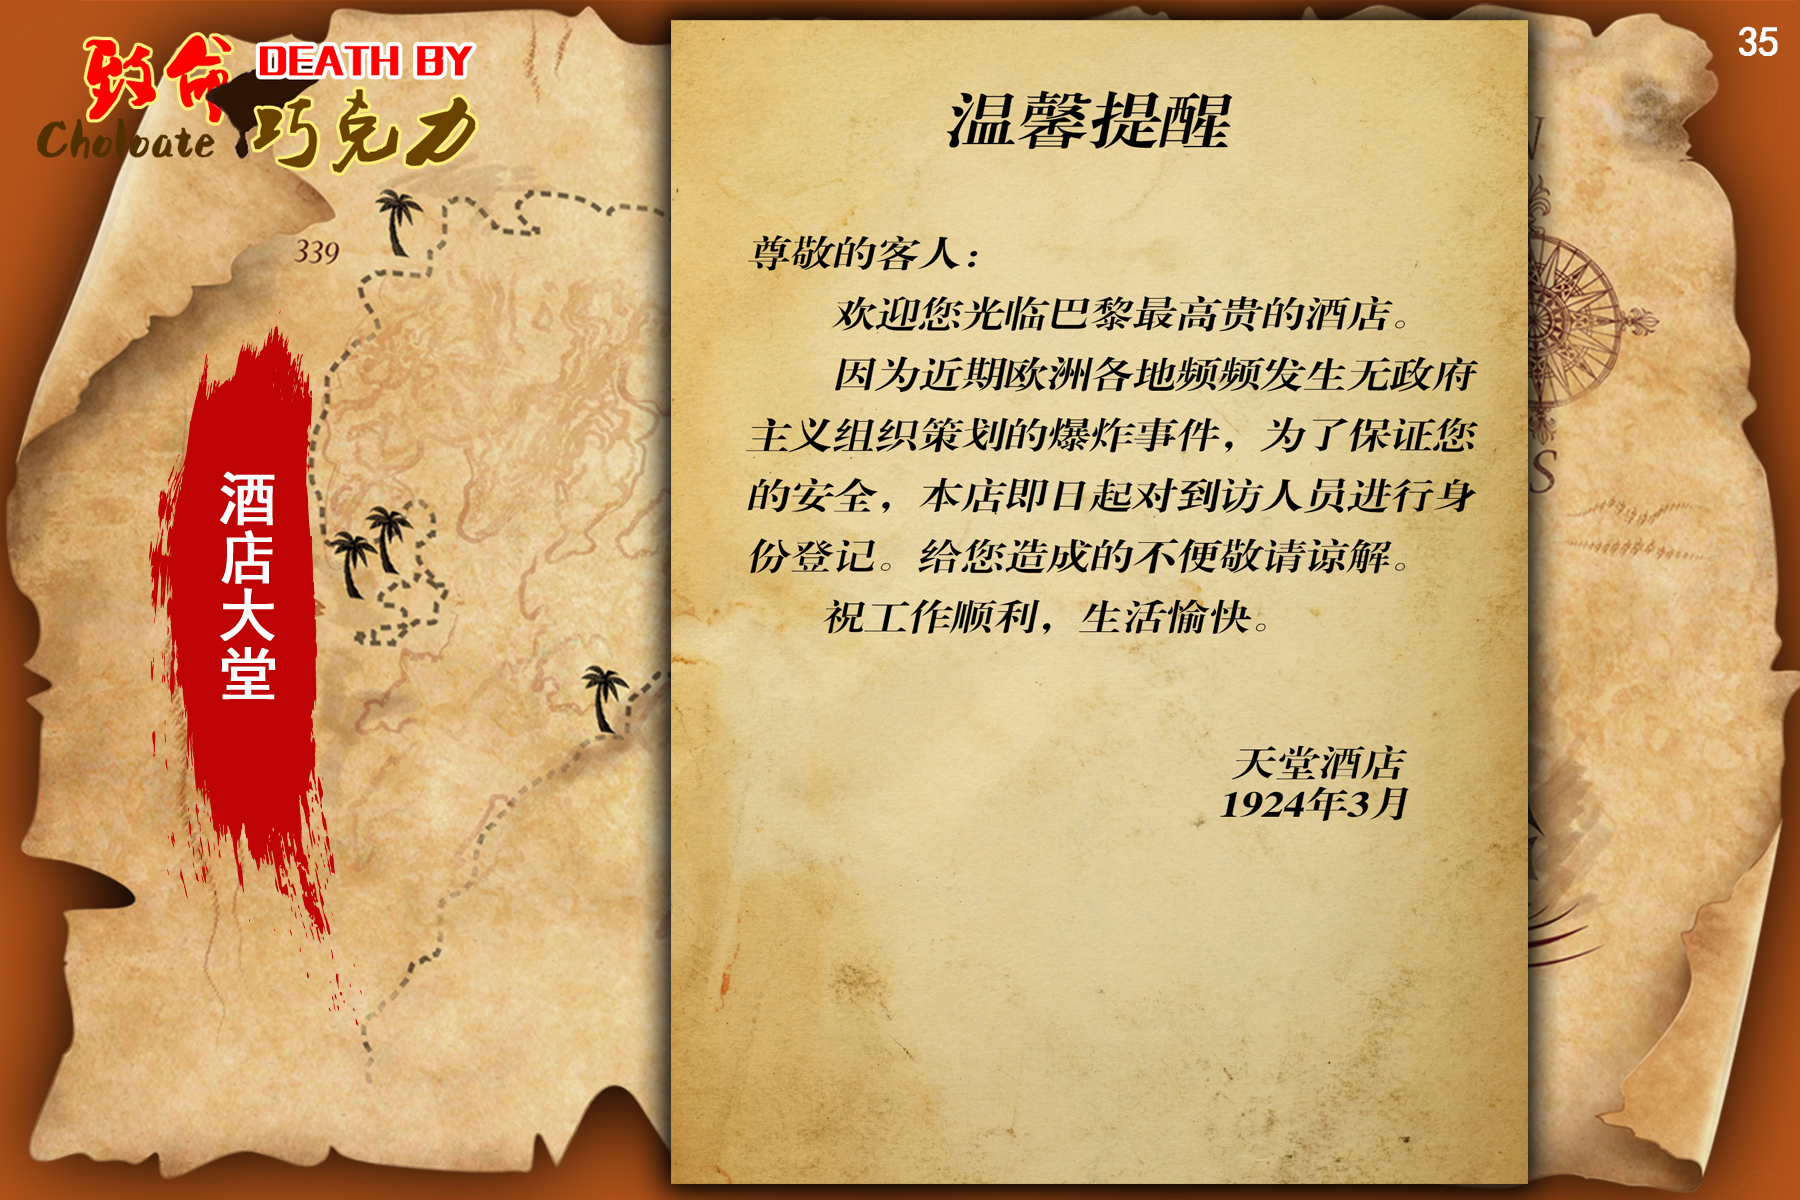 35
致命
DEATH BY
Choloate
巧克力
339
酒店大堂
温馨提醒
尊敬的客人：
欢迎您光临巴黎最高贵的酒店。
因为近期欧洲各地频频发生无政府
主义组织策划的爆炸事件，为了保证您
的安全，本店即日起对到访人员进行身
份登记。给您造成的不便敬请谅解。
祝工作顺利，生活愉快。
天堂酒店
1924年3月
N
S